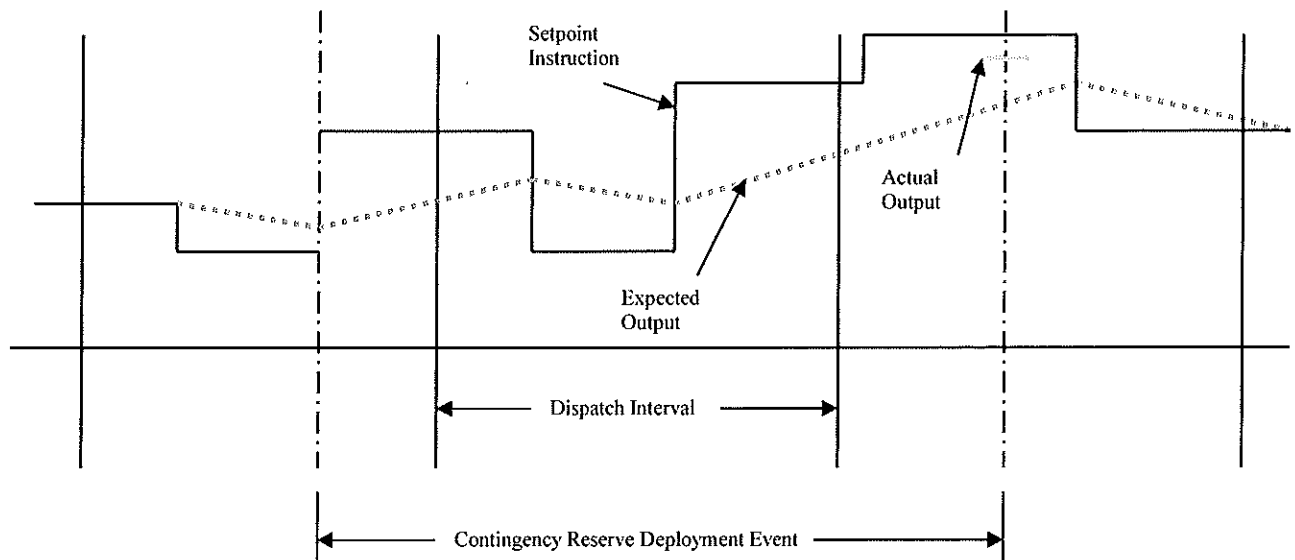 Setpoint
Instruction
Actual
Output
Expected
Output
Dispatch Interval
Contingency Reserve Deployment Event